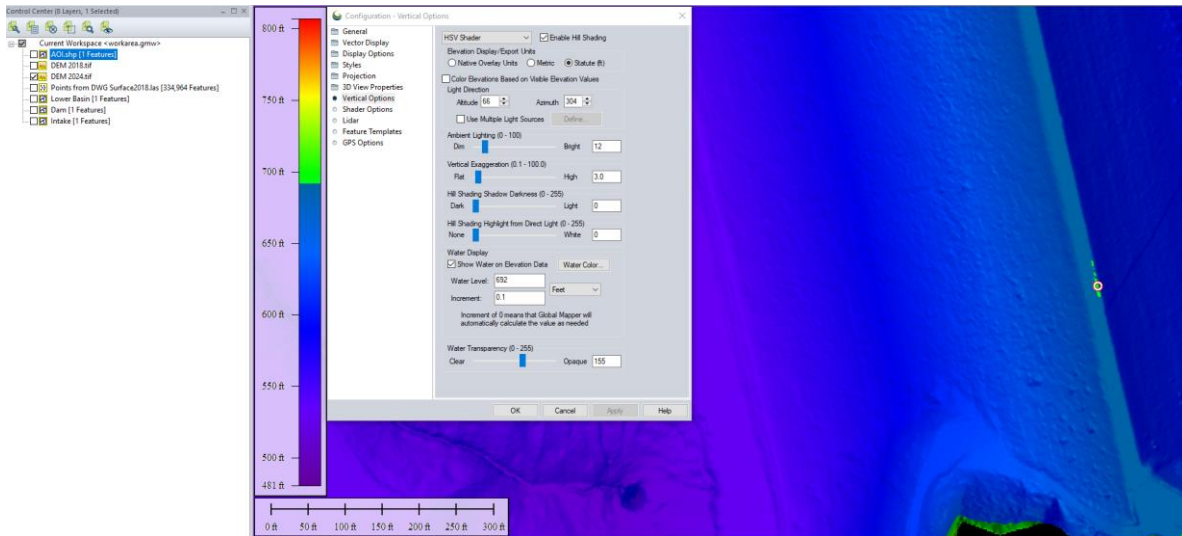 Control Center (0 Layers, 1 Selected)
Current Workspace <workarea.gmw>
AOI.shp [1 Features]
DEM 2018.tif
DEM 2024.tif
Points from DWG Surface2018.las [334,964 Features]
Lower Basin [1 Features]
Dam [1 Features]
Intake [1 Features]
800 ft
750 ft
700 ft
650 ft
600 ft
550 ft
500 ft
481 ft
0 ft 50 ft 100 ft 150 ft 200 ft 250 ft 300 ft
Configuration - Vertical Options
General
Vector Display
Display Options
Styles
Projection
3D View Properties
Vertical Options
Shader Options
Lidar
Feature Templates
GPS Options
HSV Shader Enable Hill Shading
Elevation Display/Export Units
Native Overlay Units Metric Statute (ft)
Color Elevations Based on Visible Elevation Values
Light Direction
Altitude 66 Azimuth 304
Use Multiple Light Sources Define...
Ambient Lighting (0 - 100)
Dim Bright 12
Vertical Exaggeration (0.1 - 100.0)
Flat High 3.0
Hill Shading Shadow Darkness (0 - 255)
Dark Light 0
Hill Shading Highlight from Direct Light (0 - 255)
None White 0
Water Display
Show Water on Elevation Data Water Color...
Water Level: 692
Feet
Increment: 0.1
Increment of 0 means that Global Mapper will
automatically calculate the value as needed
Water Transparency (0 - 255)
Clear Opaque 155
OK Cancel Apply Help